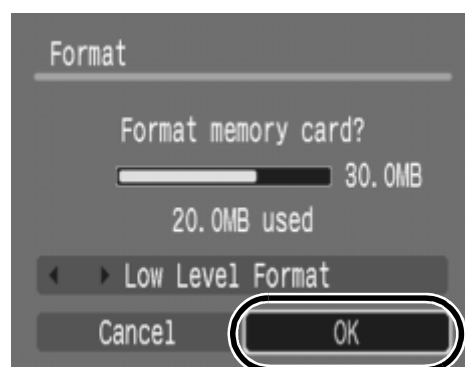 Format
Format memory card?
30.0MB
20.0MB used
Low Level Format
Cancel OK